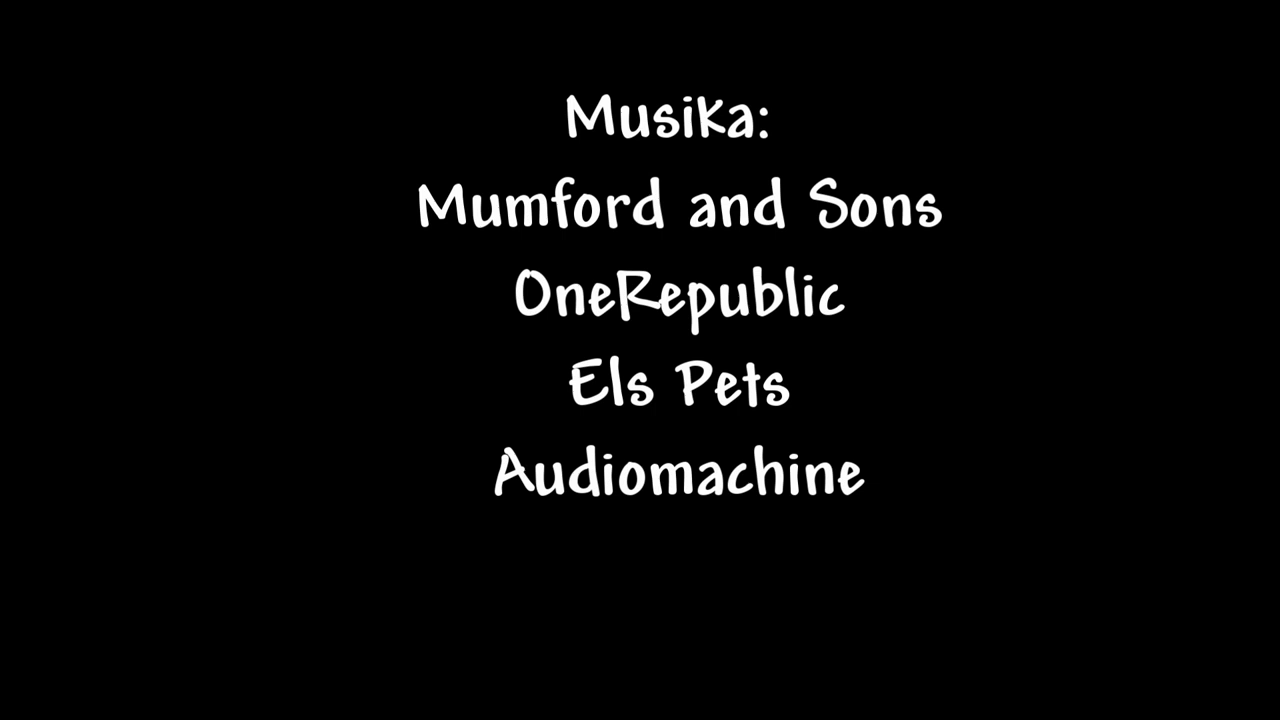 Musika:
Mumford and Sons
OneRepublic
Els Pets
Audiomachine